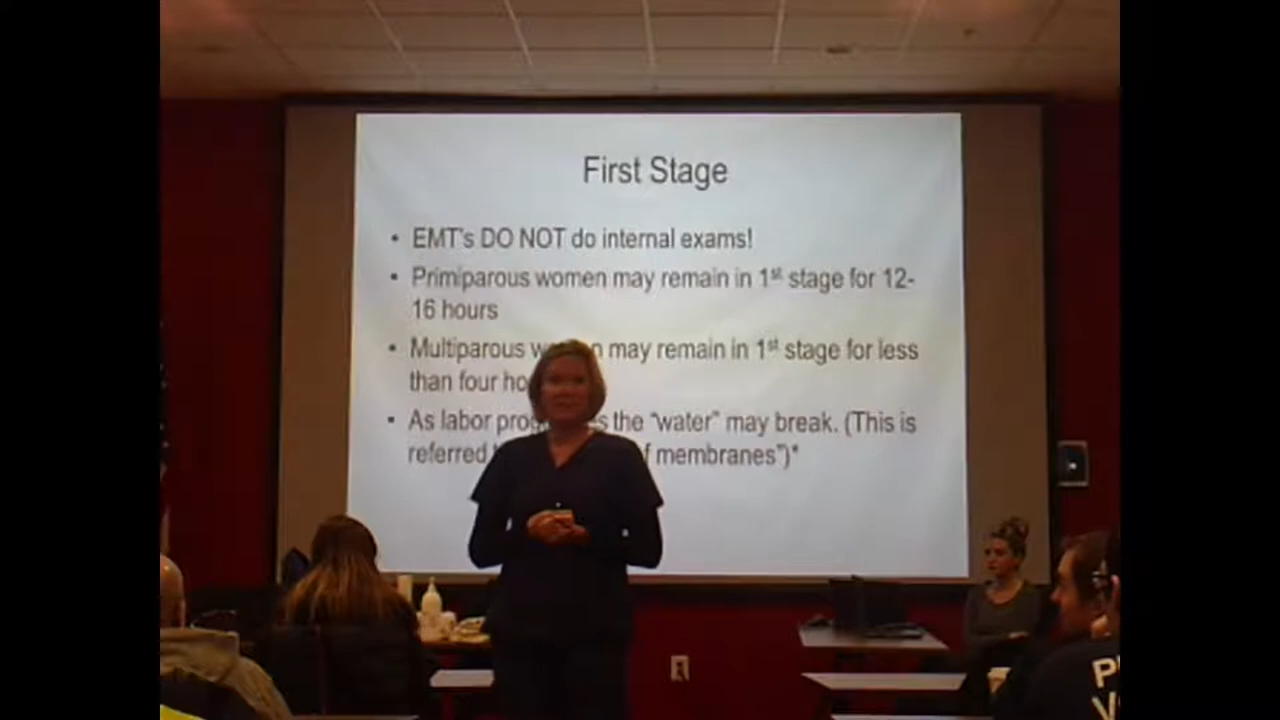 First Stage
• EMT's DO NOT do internal exams!
• Primiparous women may remain in 1st stage for 12-
16 hours
• Multiparous may remain in 1st stage for less
than four
• As labor the "water" may break. (This is
referred membranes")*
P
V